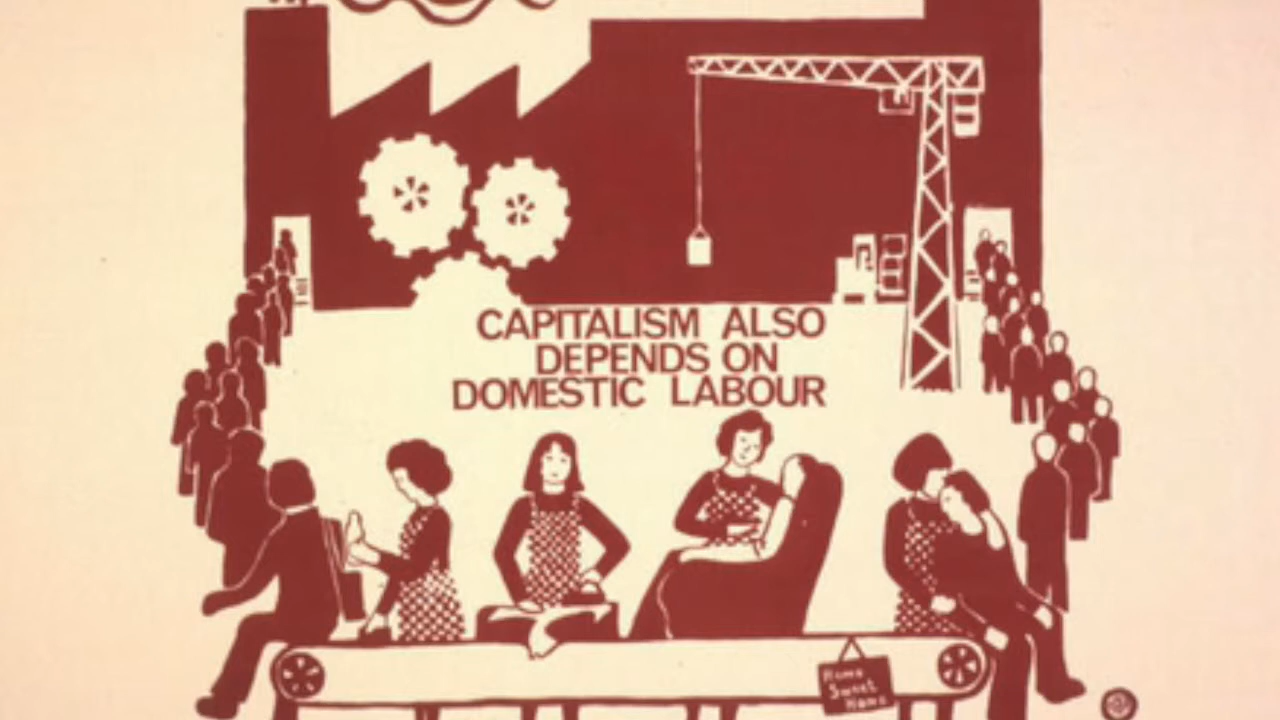 CAPITALISM ALSO
DEPENDS ON
DOMESTIC LABOUR
Home
Sweet
Home